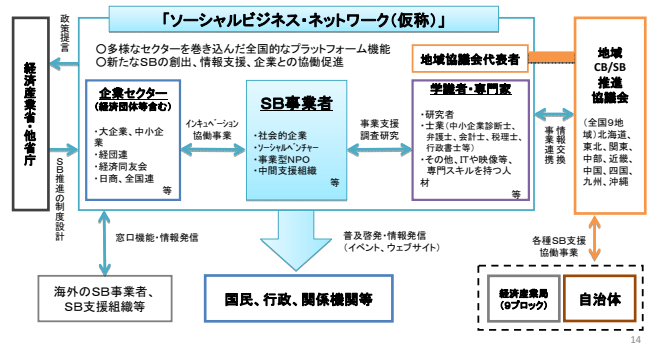 「ソーシャルビジネス・ネットワーク(仮称)」
政策提言
○多様なセクターを巻き込んだ全国的なプラットフォーム機能
○新たなSBの創出、情報支援、企業との協働促進
地域協議会代表者
地域
CB/SB
推進
協議会
(全国9地
域)北海道、
東北、関東、
中部、近畿、
中国、四国、
九州、沖縄
経済産業省・他省庁
SB推進の制度設計
企業セクター
(経済団体等含む)
・大企業、中小企
業
・経団連
・経済同友会
・日商、全国連
等
インキュベーション
協働事業
SB事業者
・社会的企業
・ソーシャルベンチャー
・事業型NPO
・中間支援組織
等
事業支援
調査研究
学識者・専門家
・研究者
・士業(中小企業診断士、
弁護士、会計士、税理士、
行政書士等)
・その他、ITや映像等、
専門スキルを持つ人
材
等
情報交換
事業連携
窓口機能・情報発信
普及啓発・情報発信
(イベント、ウェブサイト)
各種SB支援
協働事業
海外のSB事業者、
SB支援組織等
国民、行政、関係機関等
経済産業局
(9ブロック)
自治体
14